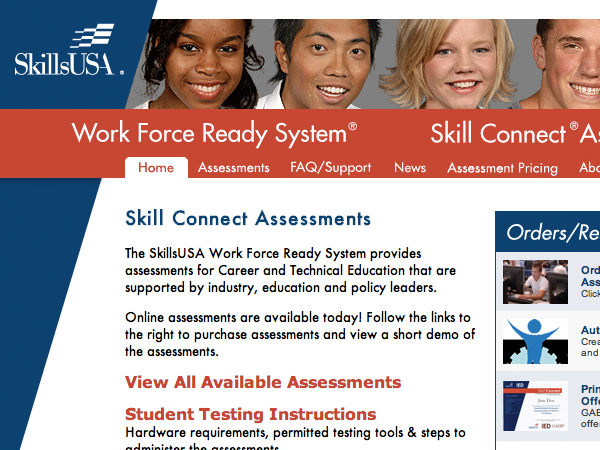 SkillsUSA®
Work Force Ready System®
Skill Connect® As
Home Assessments FAQ/Support News Assessment Pricing Abo
Skill Connect Assessments
The SkillsUSA Work Force Ready System provides
assessments for Career and Technical Education that are
supported by industry, education and policy leaders.
Online assessments are available today! Follow the links to
the right to purchase assessments and view a short demo of
the assessments.
View All Available Assessments
Student Testing Instructions
Hardware requirements, permitted testing tools & steps to
administer the assessments
Orders/Re
Ord
Asse
Click
Aut
Crea
and
Prin
Offe
GAE
offer